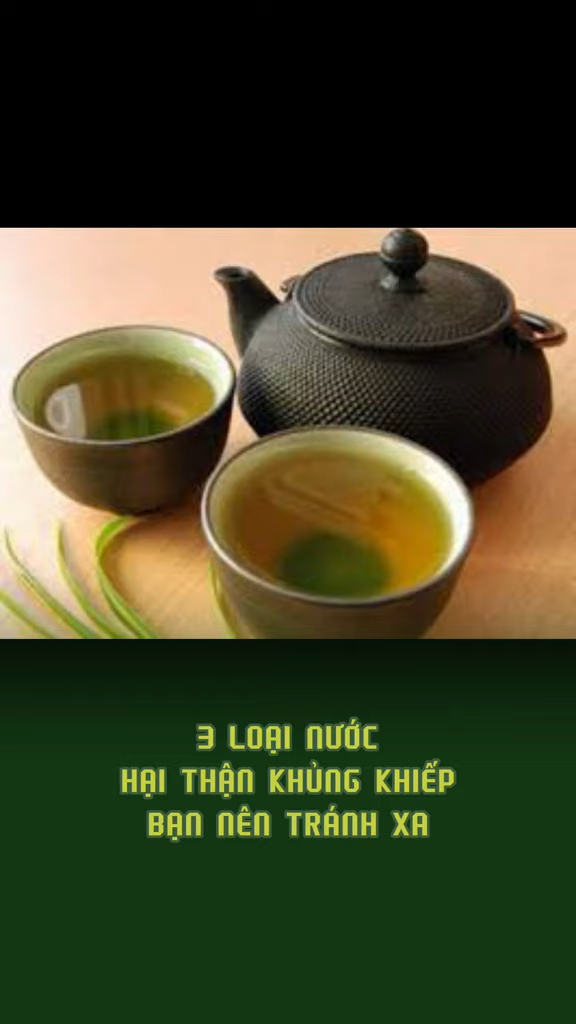 3 LOẠI NƯỚC
HẠI THẬN KHỦNG KHIẾP
BẠN NÊN TRÁNH XA